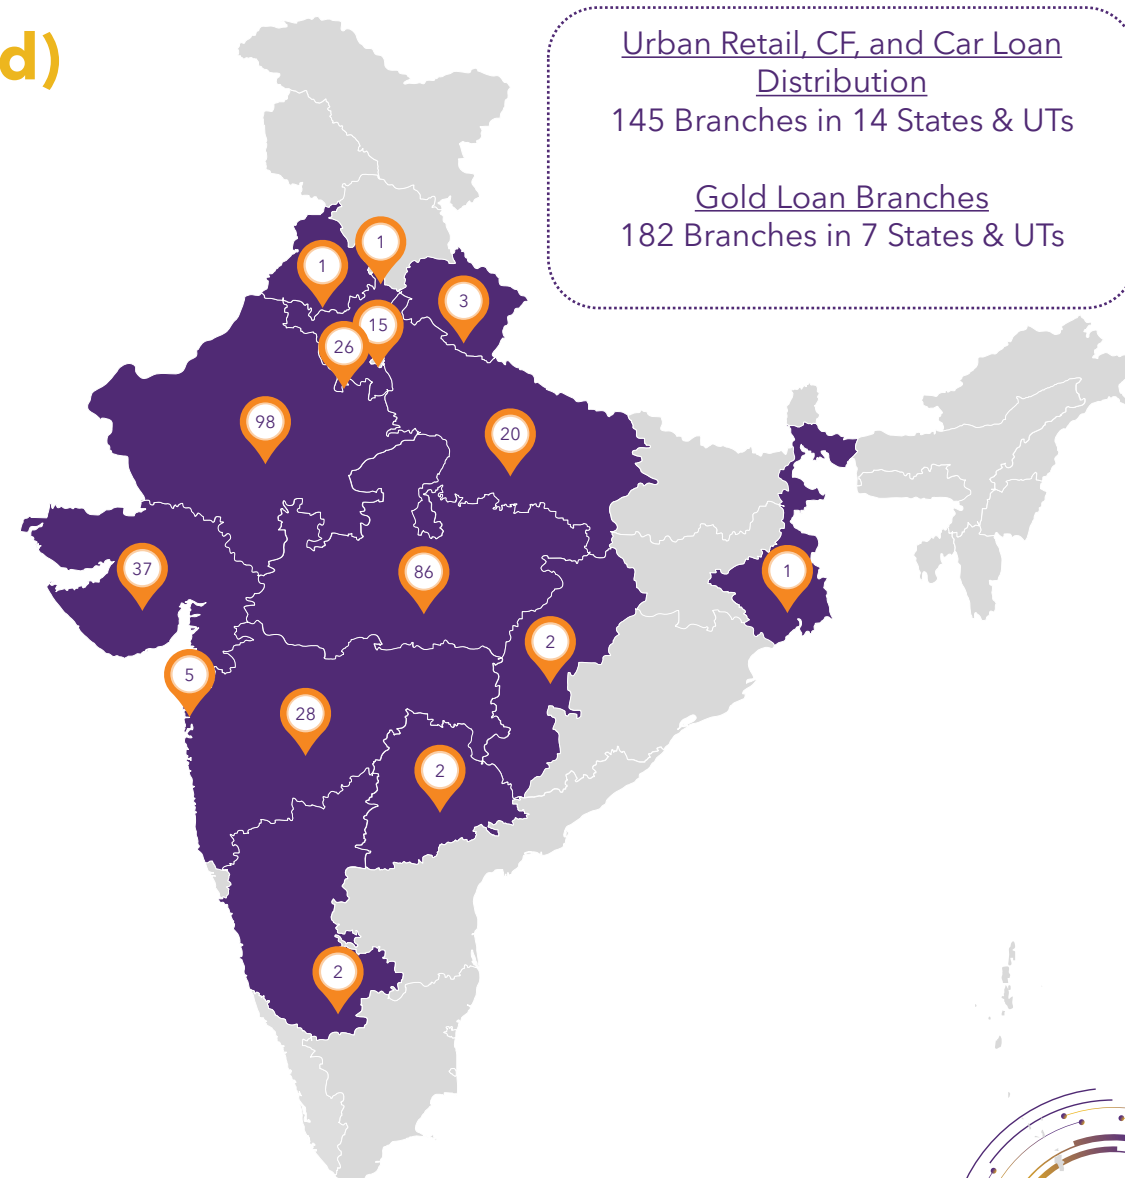 d)
Urban Retail, CF, and Car Loan
Distribution
145 Branches in 14 States & UTs
Gold Loan Branches
182 Branches in 7 States & UTs
1
1
3
15
26
98
20
37
86
1
2
5
28
2
2